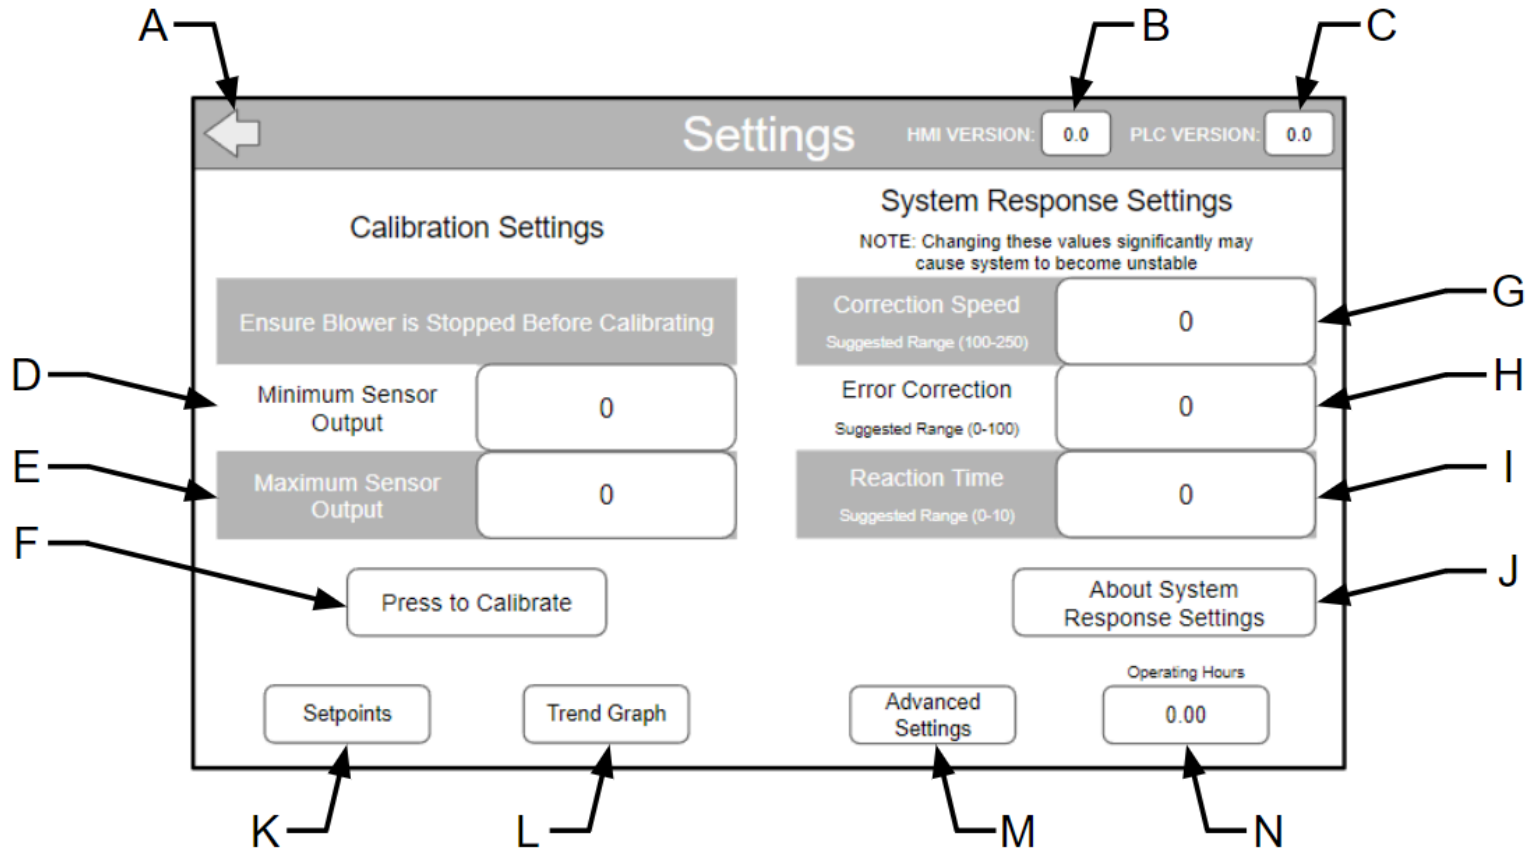 A
B
C
Settings
HMI VERSION:
0.0
PLC VERSION:
0.0
Calibration Settings
Ensure Blower is Stopped Before Calibrating
D
Minimum Sensor
Output
0
E
Maximum Sensor
Output
0
F
Press to Calibrate
System Response Settings
NOTE: Changing these values significantly may
cause system to become unstable
Correction Speed
Suggested Range (100-250)
0
G
Error Correction
Suggested Range (0-100)
0
H
Reaction Time
Suggested Range (0-10)
0
I
About System
Response Settings
J
Setpoints
Trend Graph
Advanced
Settings
Operating Hours
0.00
K
L
M
N